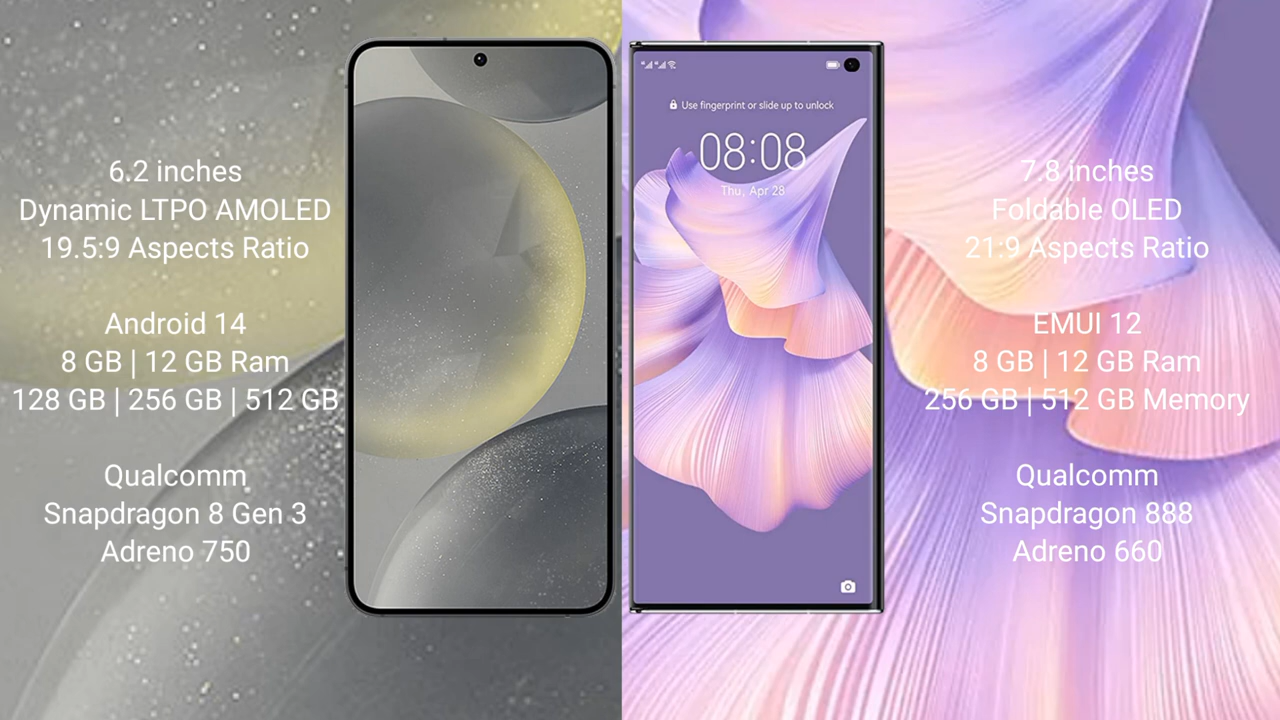 6.2 inches
Dynamic LTPO AMOLED
19.5:9 Aspects Ratio
Android 14
8 GB | 12 GB Ram
128 GB | 256 GB | 512 GB
Qualcomm
Snapdragon 8 Gen 3
Adreno 750
Use fingerprint or slide up to unlock
08:08
Thu, Apr 28
7.8 inches
Foldable OLED
21:9 Aspects Ratio
EMUI 12
8 GB | 12 GB Ram
256 GB | 512 GB Memory
Qualcomm
Snapdragon 888
Adreno 660